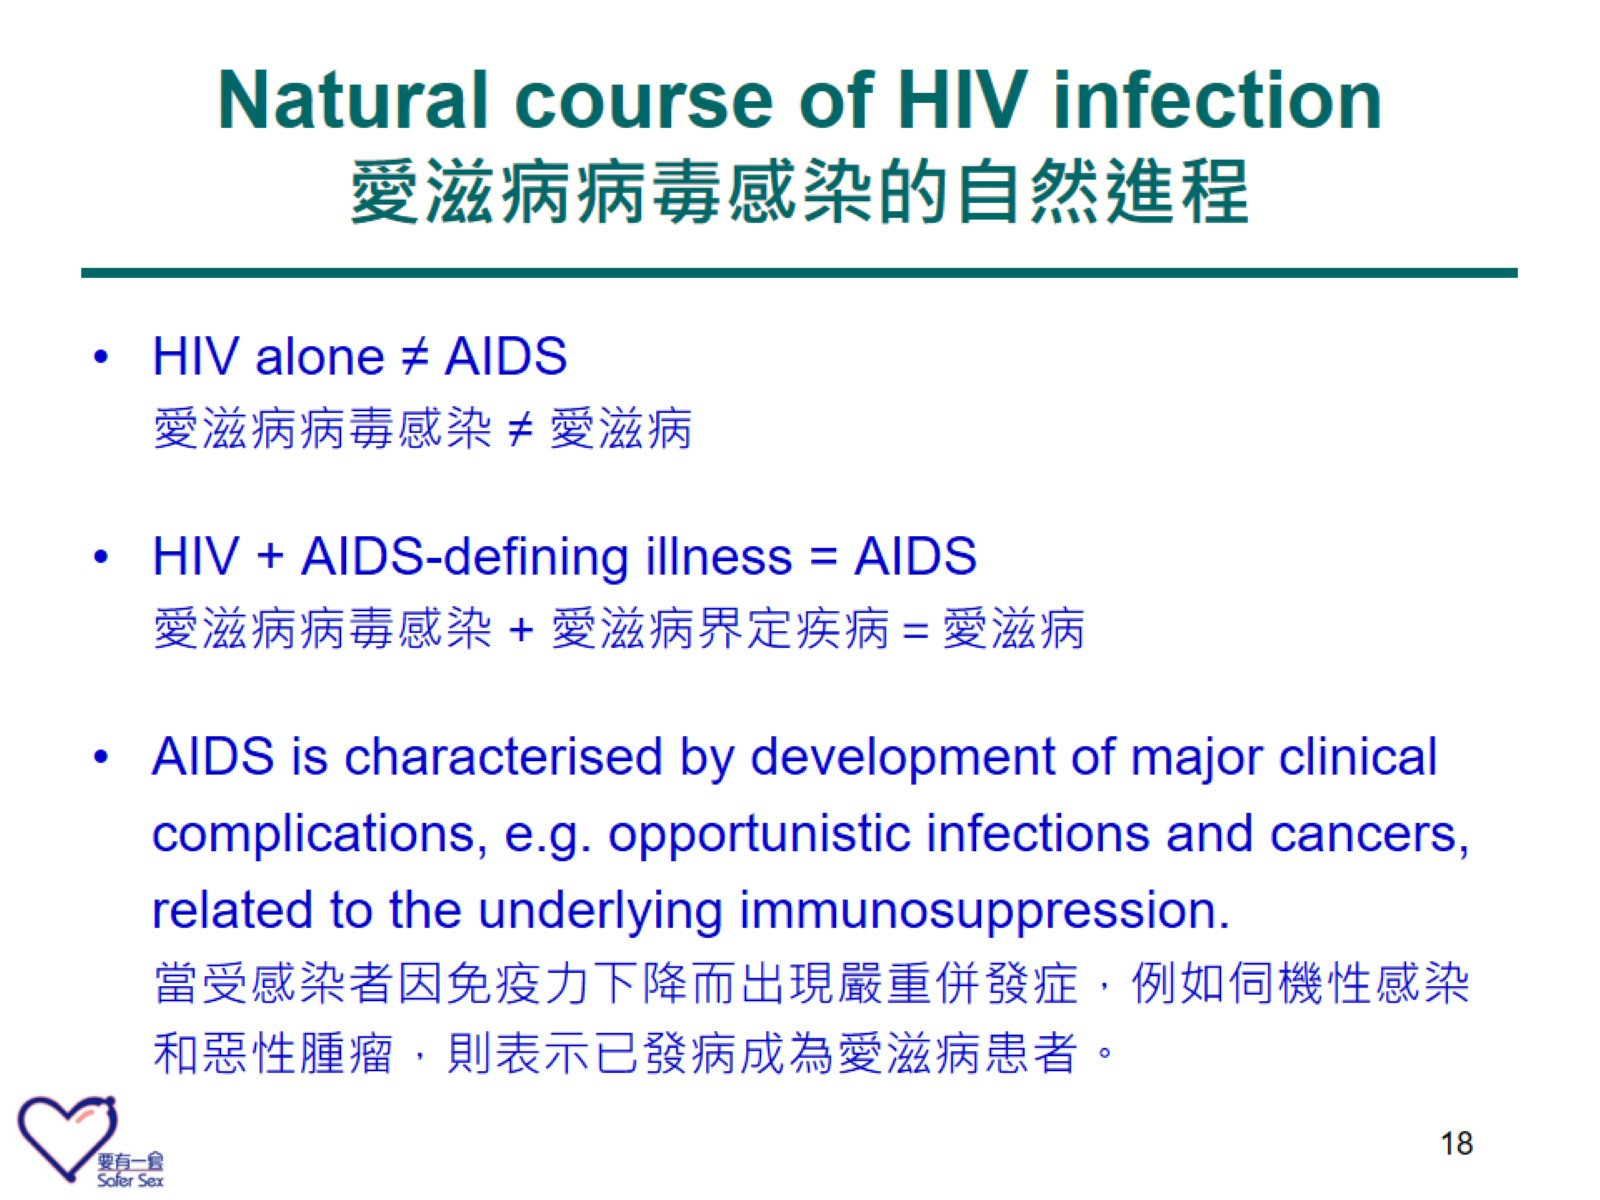 Natural course of HIV infection
愛滋病病毒感染的自然進程
• HIV alone ≠ AIDS
愛滋病病毒感染 ≠ 愛滋病
• HIV + AIDS-defining illness = AIDS
愛滋病病毒感染 + 愛滋病界定疾病 = 愛滋病
• AIDS is characterised by development of major clinical
complications, e.g. opportunistic infections and cancers,
related to the underlying immunosuppression.
當受感染者因免疫力下降而出現嚴重併發症，例如伺機性感染
和惡性腫瘤，則表示已發病成為愛滋病患者。
要有一套
Safer Sex
18